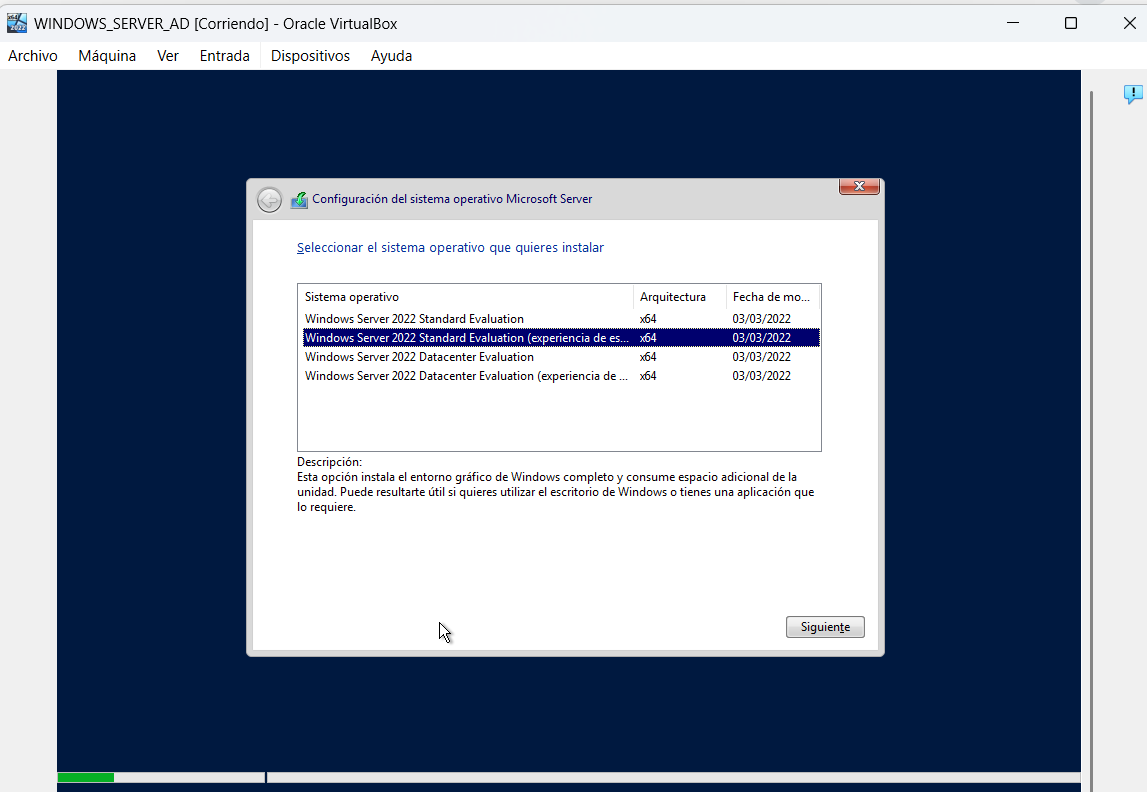 WINDOWS_SERVER_AD [Corriendo] - Oracle VirtualBox
Archivo Máquina Ver Entrada Dispositivos Ayuda
Configuración del sistema operativo Microsoft Server
Seleccionar el sistema operativo que quieres instalar
Sistema operativo Arquitectura Fecha de mo...
Windows Server 2022 Standard Evaluation x64 03/03/2022
Windows Server 2022 Standard Evaluation (experiencia de es... x64 03/03/2022
Windows Server 2022 Datacenter Evaluation x64 03/03/2022
Windows Server 2022 Datacenter Evaluation (experiencia de ... x64 03/03/2022
Descripción:
Esta opción instala el entorno gráfico de Windows completo y consume espacio adicional de la
unidad. Puede resultarte útil si quieres utilizar el escritorio de Windows o tienes una aplicación que
lo requiere.
Siguiente